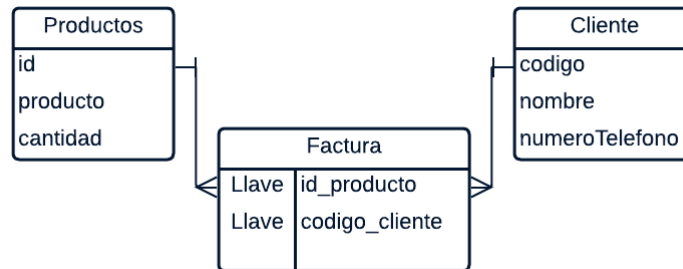 Productos
id
producto
cantidad
Cliente
codigo
nombre
numeroTelefono
Factura
Llave id_producto
Llave codigo_cliente